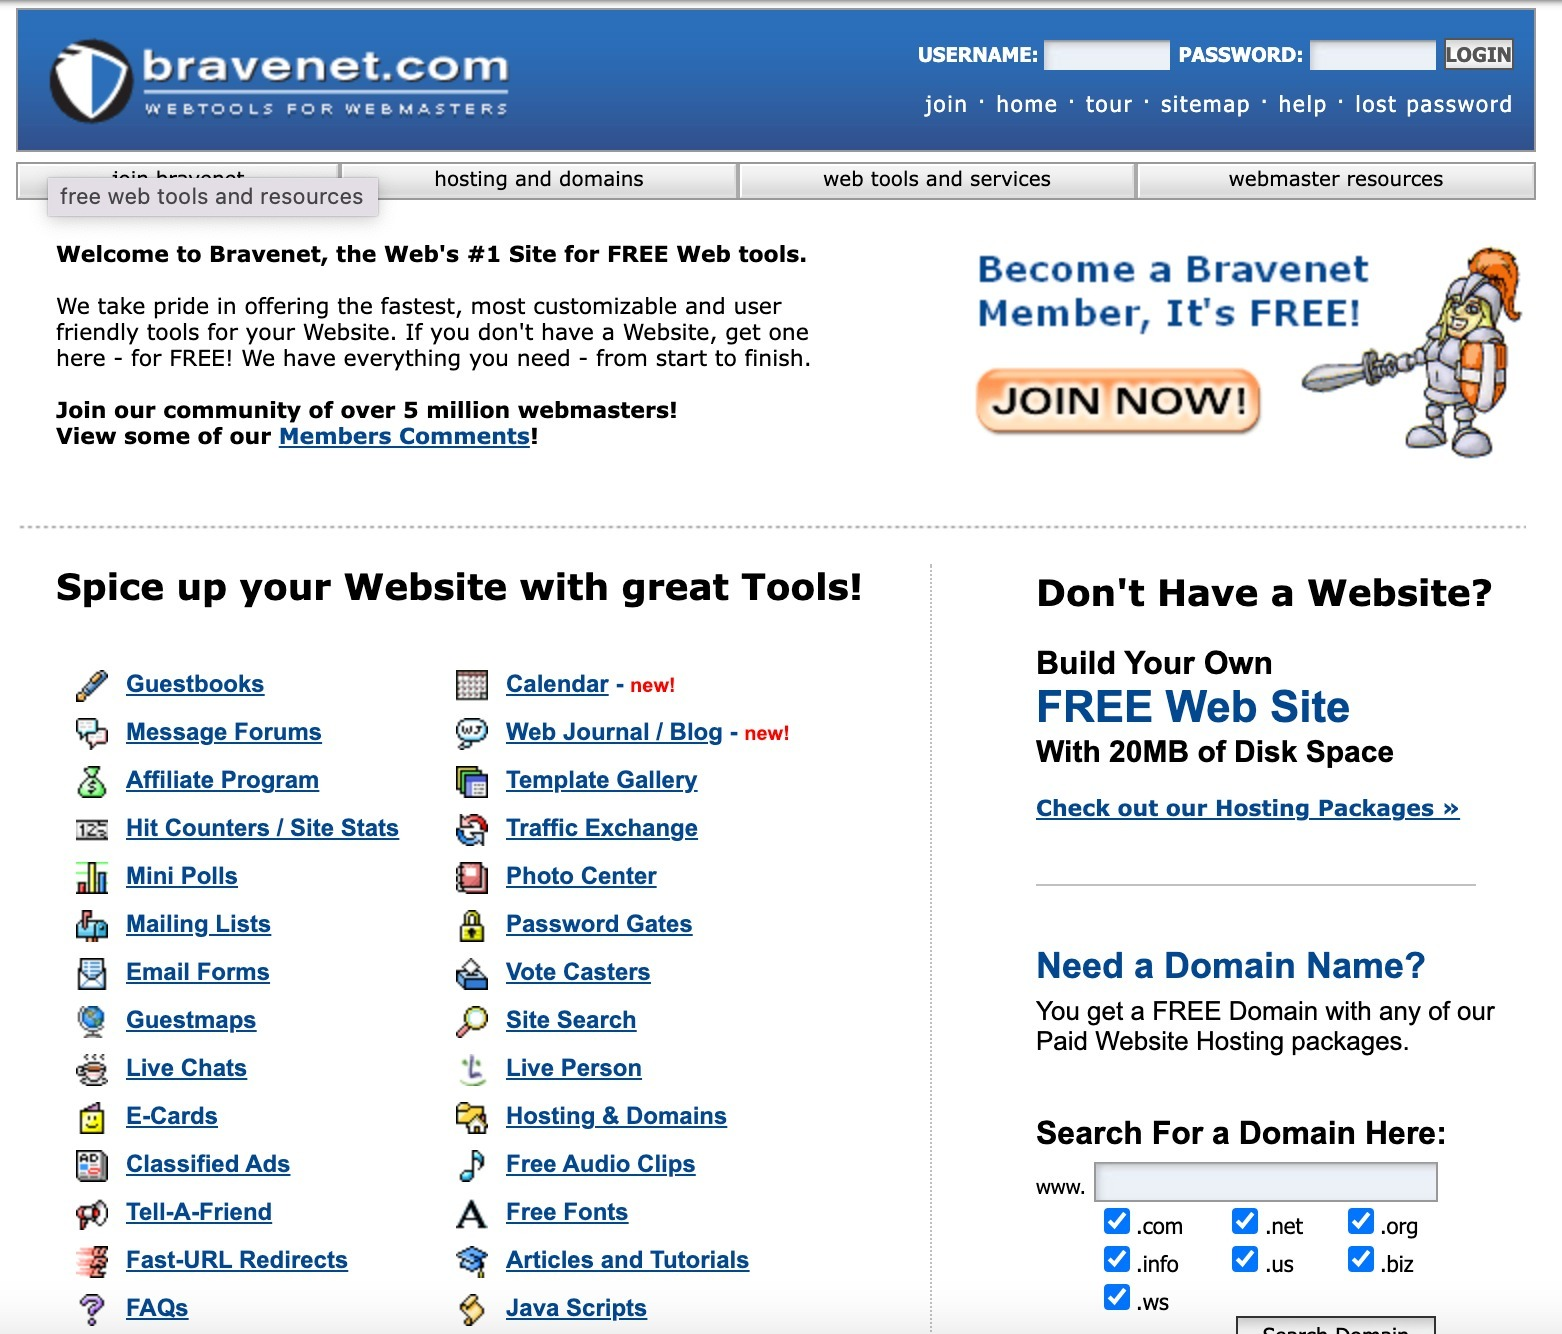 bravenet.com
WEBTOOLS FOR WEBMASTERS
USERNAME: PASSWORD: LOGIN
join · home · tour · sitemap · help · lost password
join bravenet
hosting and domains
web tools and services
webmaster resources
free web tools and resources
Welcome to Bravenet, the Web's #1 Site for FREE Web tools.
We take pride in offering the fastest, most customizable and user
friendly tools for your Website. If you don't have a Website, get one
here - for FREE! We have everything you need - from start to finish.
Join our community of over 5 million webmasters!
View some of our Members Comments!
Become a Bravenet
Member, It's FREE!
JOIN NOW!
Spice up your Website with great Tools!
Guestbooks
Message Forums
Affiliate Program
123
Hit Counters / Site Stats
Mini Polls
Mailing Lists
Email Forms
Guestmaps
Live Chats
E-Cards
AD
Classified Ads
Tell-A-Friend
Fast-URL Redirects
FAQs
Calendar - new!
WJ
Web Journal / Blog - new!
Template Gallery
Traffic Exchange
Photo Center
Password Gates
Vote Casters
Site Search
Live Person
Hosting & Domains
Free Audio Clips
A
Free Fonts
Articles and Tutorials
Java Scripts
Don't Have a Website?
Build Your Own
FREE Web Site
With 20MB of Disk Space
Check out our Hosting Packages »
Need a Domain Name?
You get a FREE Domain with any of our
Paid Website Hosting packages.
Search For a Domain Here:
www.
.com .net .org
.info .us .biz
.ws
Search Domain